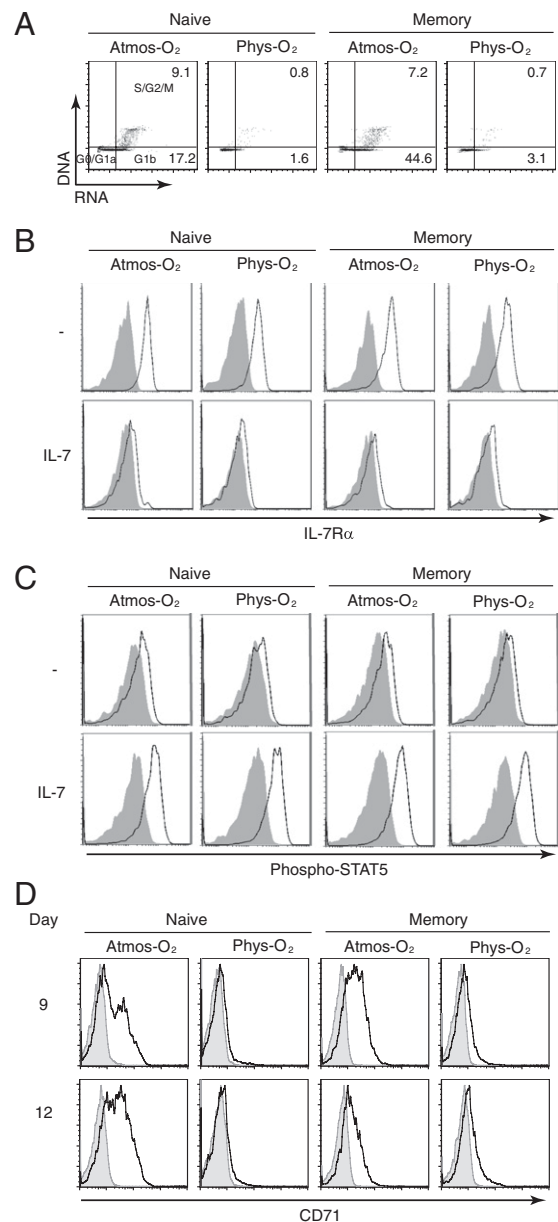 A
Naive Memory
Atmos-O₂ Phys-O₂ Atmos-O₂ Phys-O₂
9.1 0.8 7.2 0.7
S/G2/M
G0/G1a G1b 17.2 1.6 44.6 3.1
DNA
RNA
B
Naive Memory
Atmos-O₂ Phys-O₂ Atmos-O₂ Phys-O₂
-
IL-7
IL-7Rα
C
Naive Memory
Atmos-O₂ Phys-O₂ Atmos-O₂ Phys-O₂
-
IL-7
Phospho-STAT5
D
Day Naive Memory
Atmos-O₂ Phys-O₂ Atmos-O₂ Phys-O₂
9
12
CD71